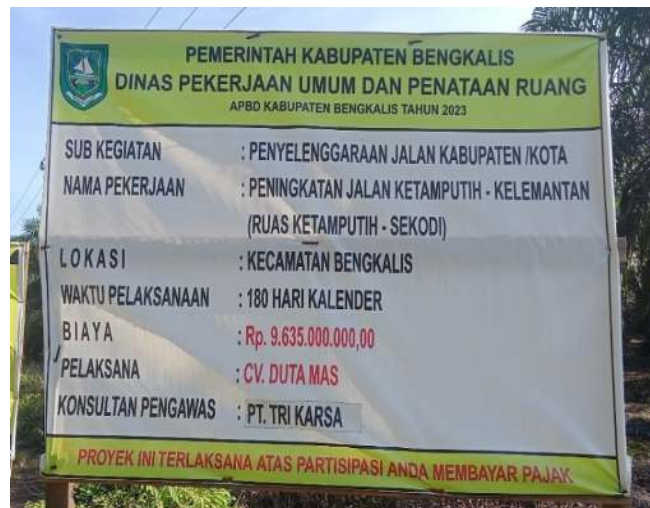 PEMERINTAH KABUPATEN BENGKALIS
DINAS PEKERJAAN UMUM DAN PENATAAN RUANG
APBD KABUPATEN BENGKALIS TAHUN 2023
SUB KEGIATAN : PENYELENGGARAAN JALAN KABUPATEN /KOTA
NAMA PEKERJAAN : PENINGKATAN JALAN KETAMPUTIH - KELEMANTAN
(RUAS KETAMPUTIH - SEKODI)
LOKASI : KECAMATAN BENGKALIS
WAKTU PELAKSANAAN : 180 HARI KALENDER
BIAYA : Rp. 9.635.000.000,00
PELAKSANA : CV. DUTA MAS
KONSULTAN PENGAWAS : PT. TRI KARSA
PROYEK INI TERLAKSANA ATAS PARTISIPASI ANDA MEMBAYAR PAJAK